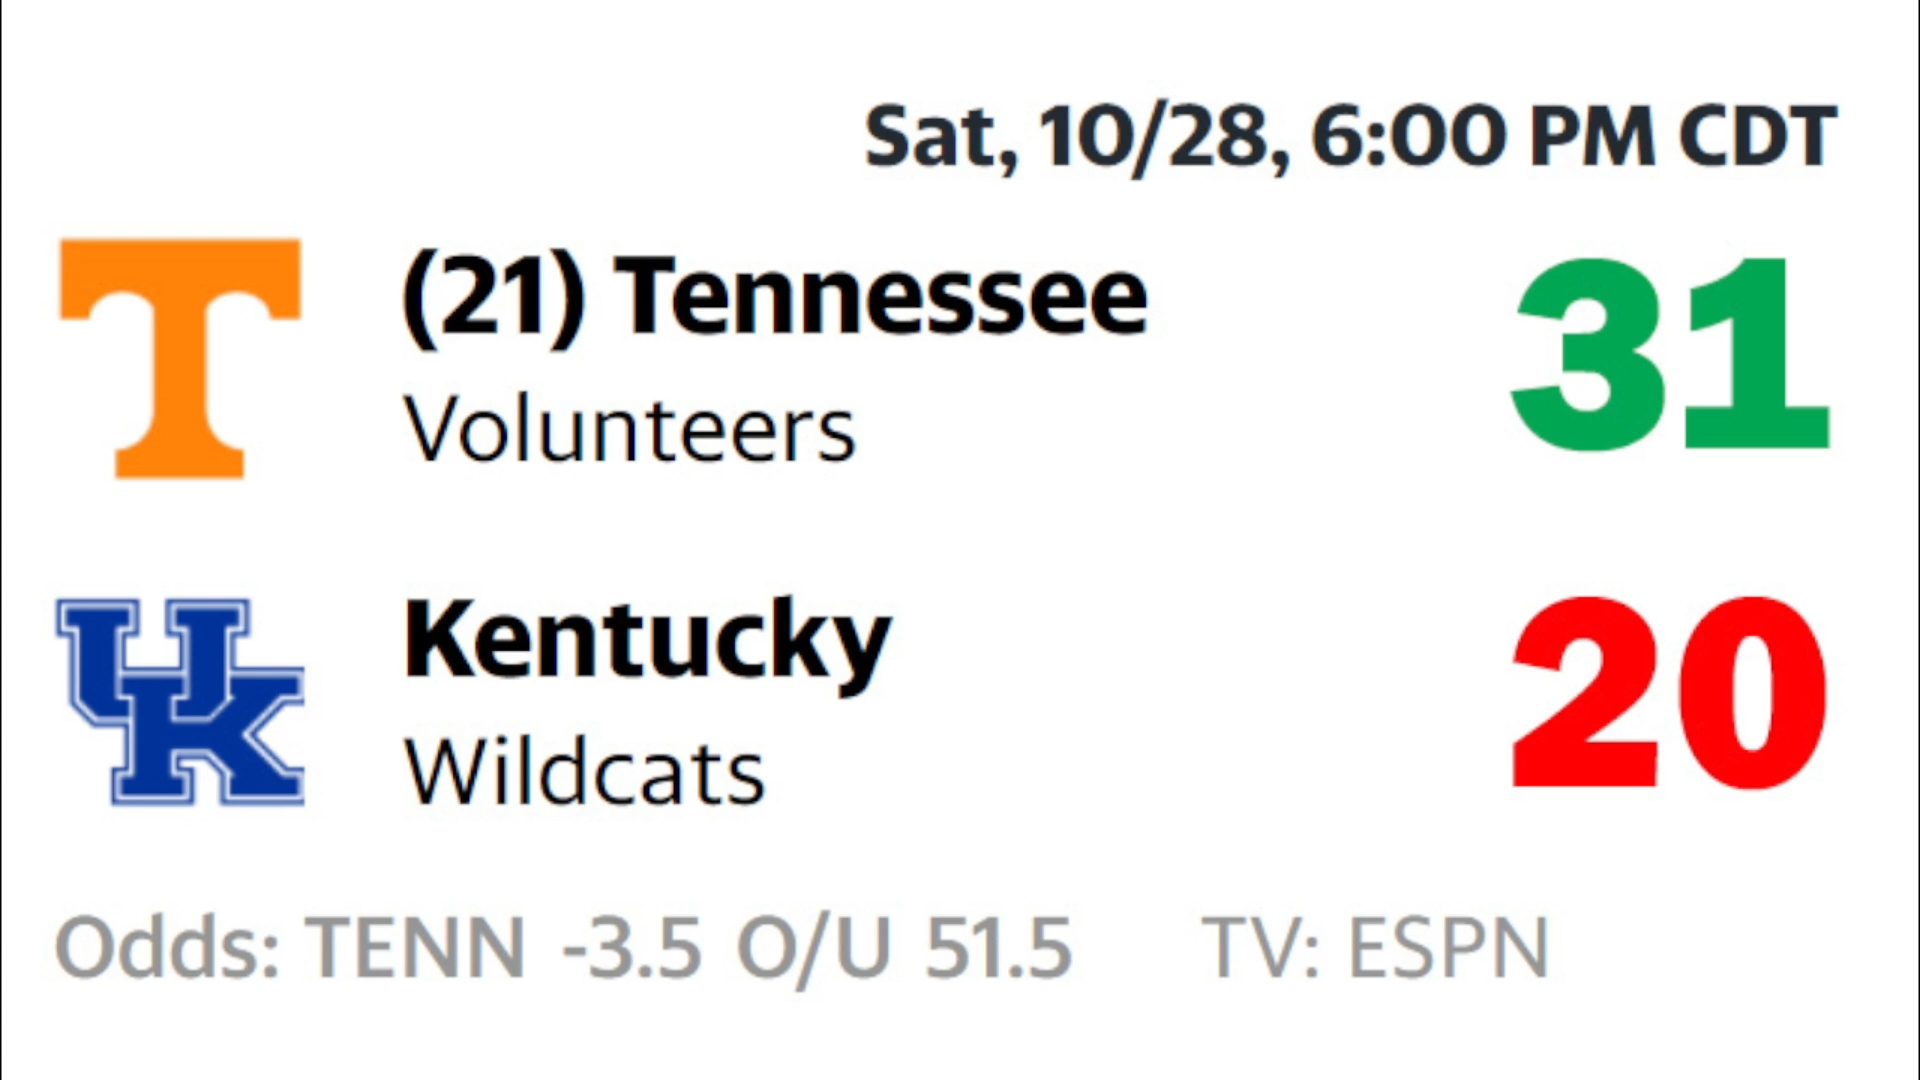 Sat, 10/28, 6:00 PM CDT
T
(21) Tennessee
31
Volunteers
UK
Kentucky
20
Wildcats
Odds: TENN -3.5 O/U 51.5 TV: ESPN